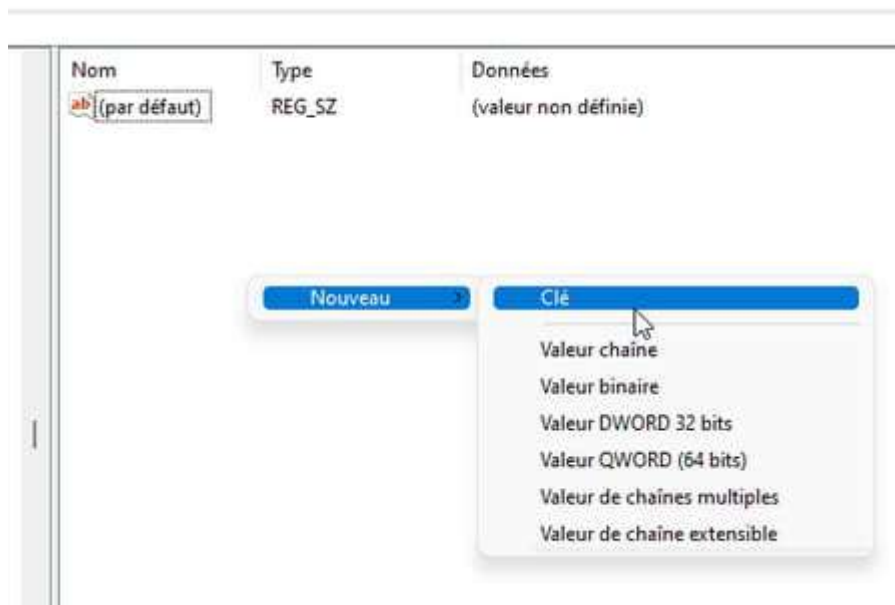 Nom Type Données
ab (par défaut) REG_SZ (valeur non définie)
Nouveau Clé
Valeur chaîne
Valeur binaire
Valeur DWORD 32 bits
Valeur QWORD (64 bits)
Valeur de chaînes multiples
Valeur de chaîne extensible